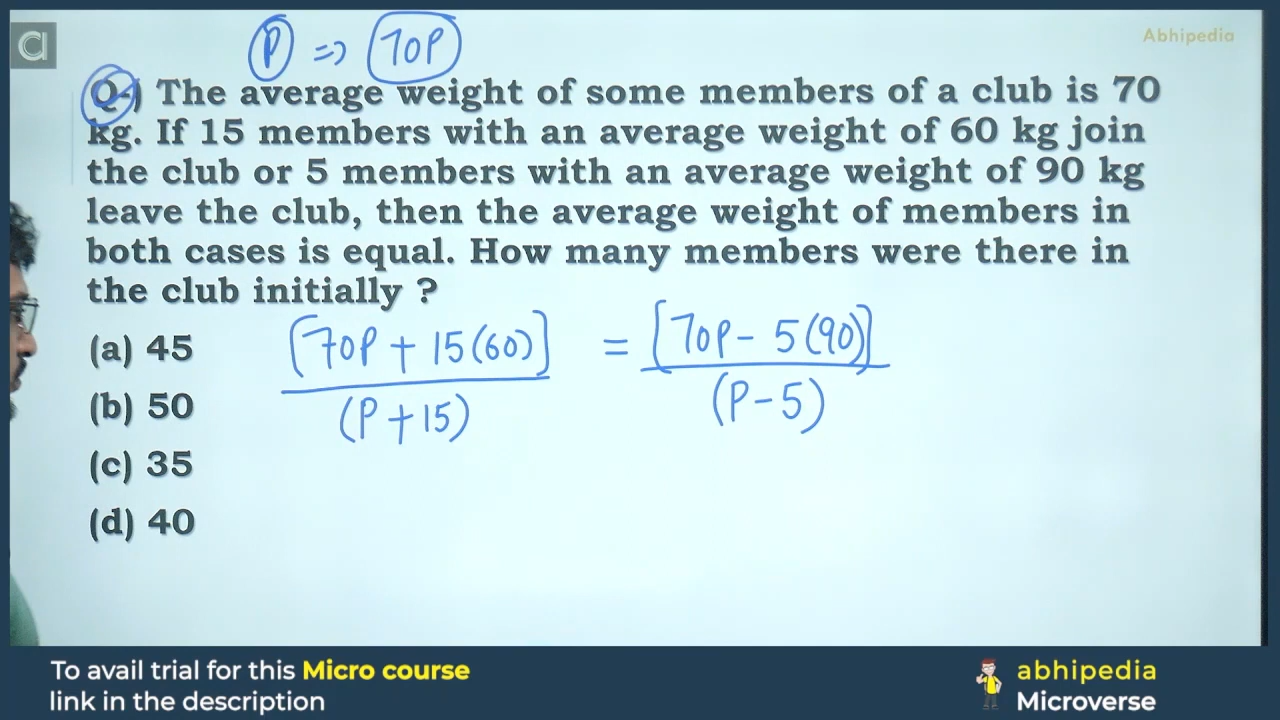 P ⇒ 70P
Abhipedia
Q-) The average weight of some members of a club is 70
kg. If 15 members with an average weight of 60 kg join
the club or 5 members with an average weight of 90 kg
leave the club, then the average weight of members in
both cases is equal. How many members were there in
the club initially ?
(a) 45
(b) 50
(c) 35
(d) 40
[70P + 15(60)] = [70P - 5(90)]
(P+15) (P-5)
To avail trial for this Micro course
link in the description
abhipedia
Microverse